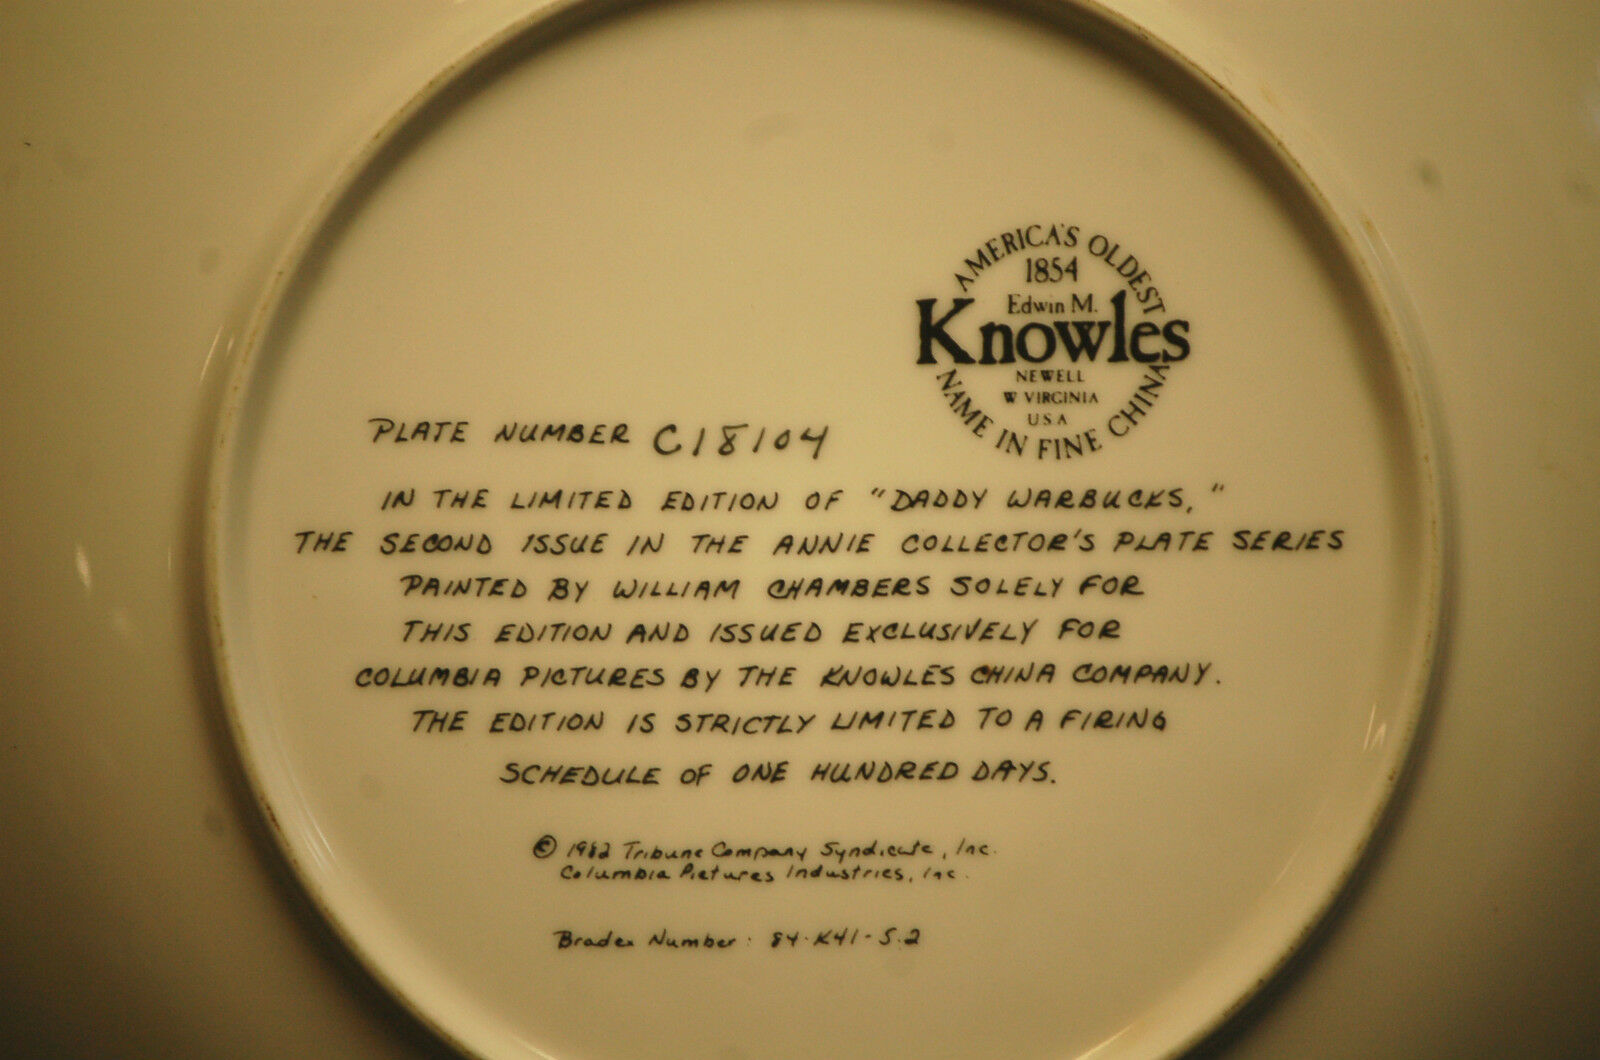 AMERICA'S OLDEST
1854
Edwin M.
Knowles
NEWELL
W VIRGINIA
USA
NAME IN FINE CHINA
PLATE NUMBER C18104
IN THE LIMITED EDITION OF "DADDY WARBUCKS,"
THE SECOND ISSUE IN THE ANNIE COLLECTOR'S PLATE SERIES
PAINTED BY WILLIAM CHAMBERS SOLELY FOR
THIS EDITION AND ISSUED EXCLUSIVELY FOR
COLUMBIA PICTURES BY THE KNOWLES CHINA COMPANY.
THE EDITION IS STRICTLY LIMITED TO A FIRING
SCHEDULE OF ONE HUNDRED DAYS.
© 1982 Tribune Company Syndicate, Inc.
Columbia Pictures Industries, Inc.
Bradex Number: 84-K41-5.2